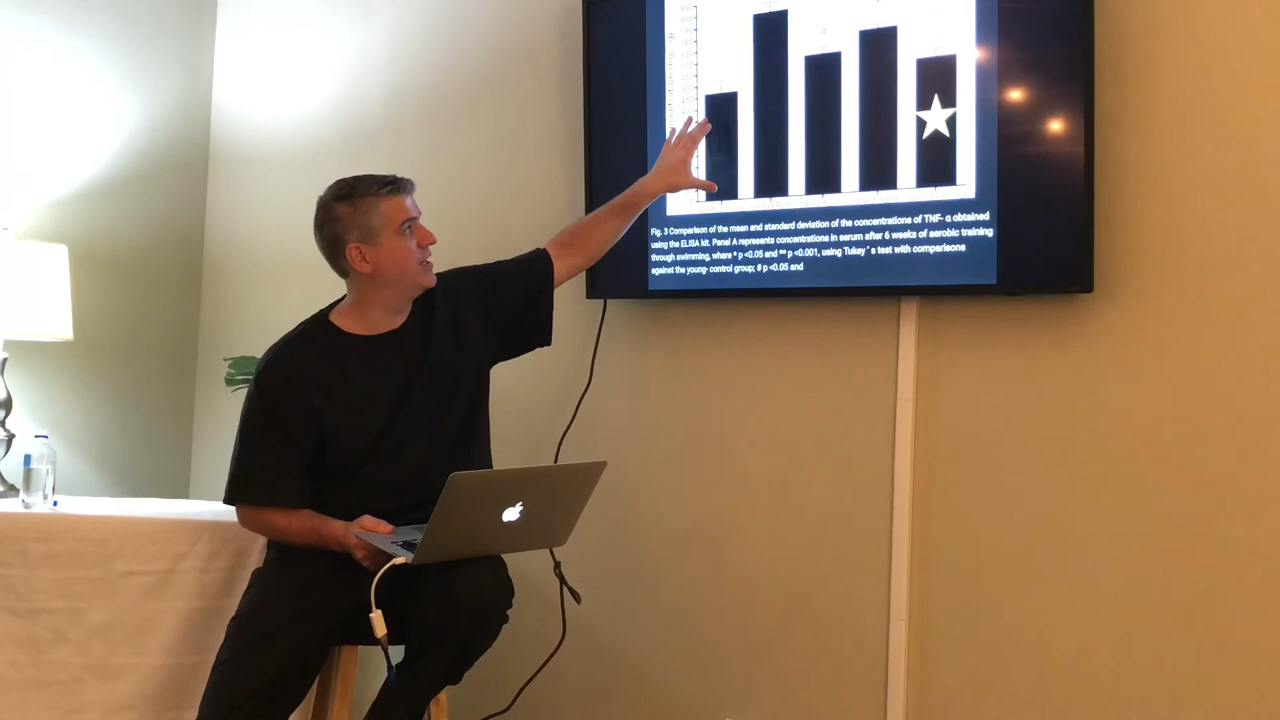 Fig. 3 Comparison of the mean and standard deviation of the concentrations of TNF- α obtained
using the ELISA kit. Panel A represents concentrations in serum after 6 weeks of aerobic training
through swimming, where * p <0.05 and ** p <0.001, using Tukey ' s test with comparisons
against the young- control group; # p <0.05 and